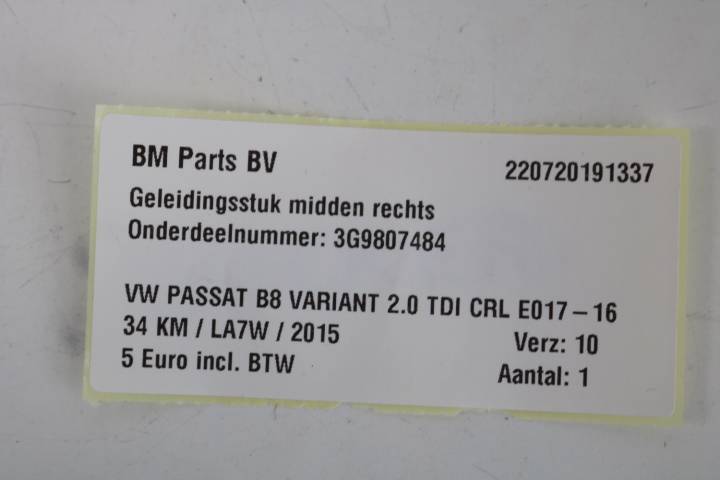 BM Parts BV 220720191337
Geleidingsstuk midden rechts
Onderdeelnummer: 3G9807484
VW PASSAT B8 VARIANT 2.0 TDI CRL E017-16
34 KM / LA7W / 2015 Verz: 10
5 Euro incl. BTW Aantal: 1